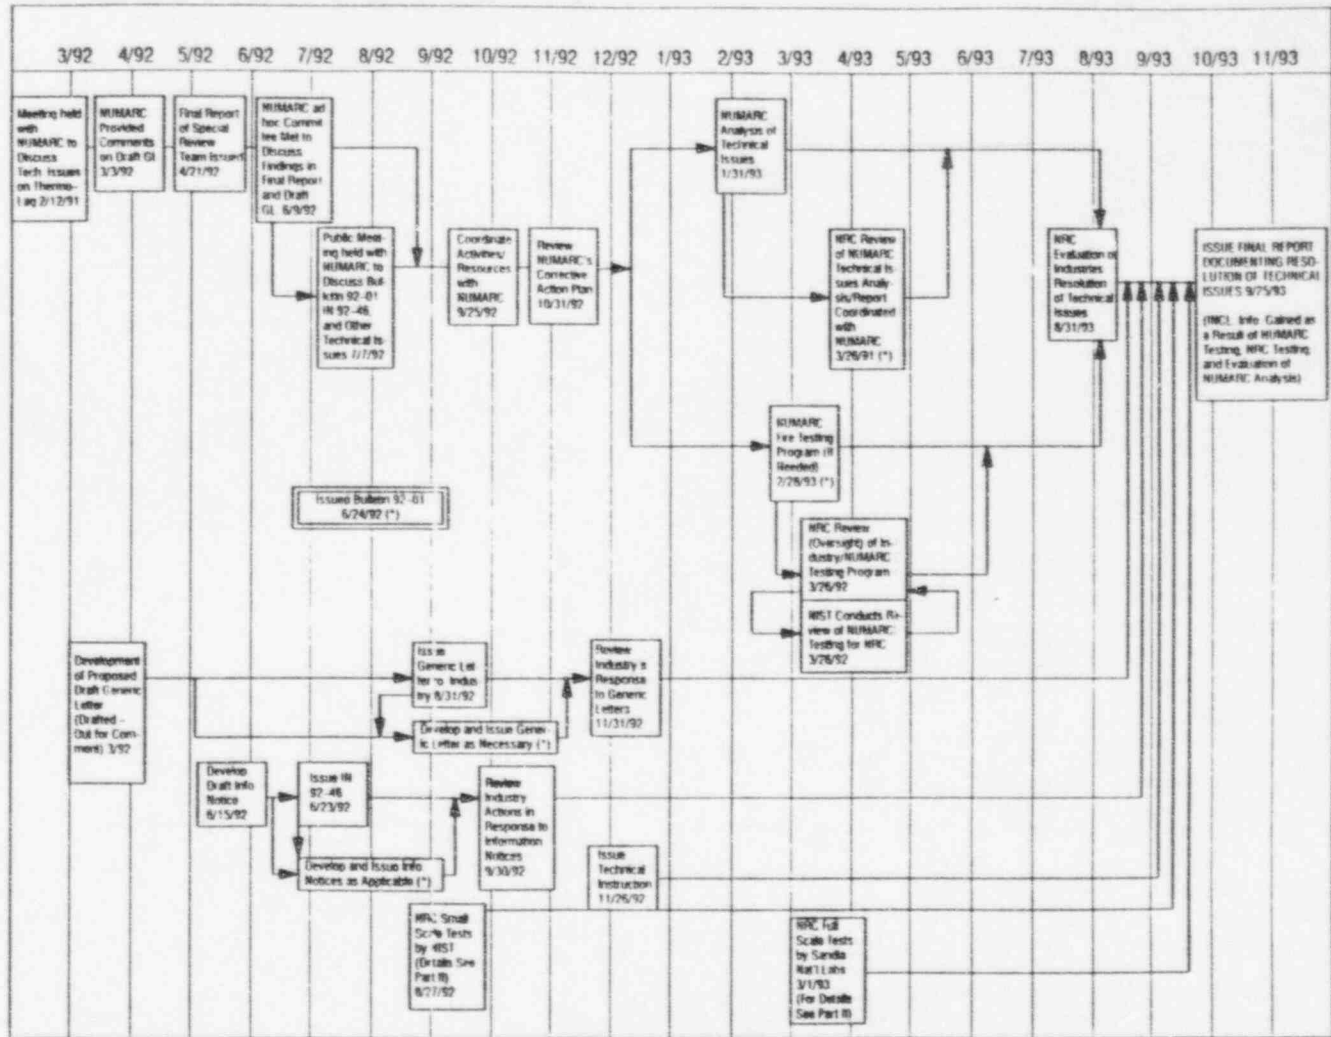 3/92 4/92 5/92 6/92 7/92 8/92 9/92 10/92 11/92 12/92 1/93 2/93 3/93 4/93 5/93 6/93 7/93 8/93 9/93 10/93 11/93
Meeting held
with
NUMARC to
Discuss
Tech. Issues
on Thermo-
Lag 2/12/91
NUMARC
Provided
Comments
on Draft GL
3/3/92
Final Report
of Special
Review
Team Issued
4/21/92
NUMARC ad
hoc Commit
tee Met to
Discuss
Findings in
Final Report
and Draft
GL. 6/9/92
Public Meet-
ing held with
NUMARC to
Discuss Bul-
letin 92-01
IN 92-46,
and Other
Technical Is-
sues 7/7/92
Coordinate
Activities/
Resources
with
NUMARC
9/25/92
Review
NUMARC's
Corrective
Action Plan
10/31/92
NUMARC
Analysis of
Technical
Issues
1/31/93
NRC Review
of NUMARC
Technical Is-
sues Analy-
sis/Report
Coordinated
with
NUMARC
3/26/91 (*)
NRC
Evaluation of
Industries
Resolution
of Technical
Issues
8/31/93
ISSUE FINAL REPORT
DOCUMENTING RESO-
LUTION OF TECHNICAL
ISSUES 9/25/93
(INCL. Info. Gained as
a Result of NUMARC
Testing, NRC Testing
and Evaluation of
NUMARC Analysis)
NUMARC
Fire Testing
Program (If
Needed)
2/28/93 (*)
Issued Bulletin 92-01
6/24/92 (*)
NRC Review
(Oversight) of In-
dustry/NUMARC
Testing Program
3/26/92
NIST Conducts Re-
view of NUMARC
Testing for NRC
3/26/92
Development
of Proposed
Draft Generic
Letter
(Drafted -
Out for Com-
ment) 3/92
Issue
Generic Let
ter to Indus
try 8/31/92
Develop and Issue Gener-
ic Letter as Necessary (*)
Review
Industry's
Response
to Generic
Letters
11/31/92
Develop
Draft Info
Notice
6/15/92
Issue IN
92-46
6/23/92
Develop and Issue Info
Notices as Applicable (*)
Review
Industry
Actions in
Response to
Information
Notices
9/30/92
Issue
Technical
Instruction
11/26/92
NRC Small
Scale Tests
by NIST
(Details See
Part II)
8/27/92
NRC Full
Scale Tests
by Sandia
Nat'l Labs
3/1/93
(For Details
See Part II)